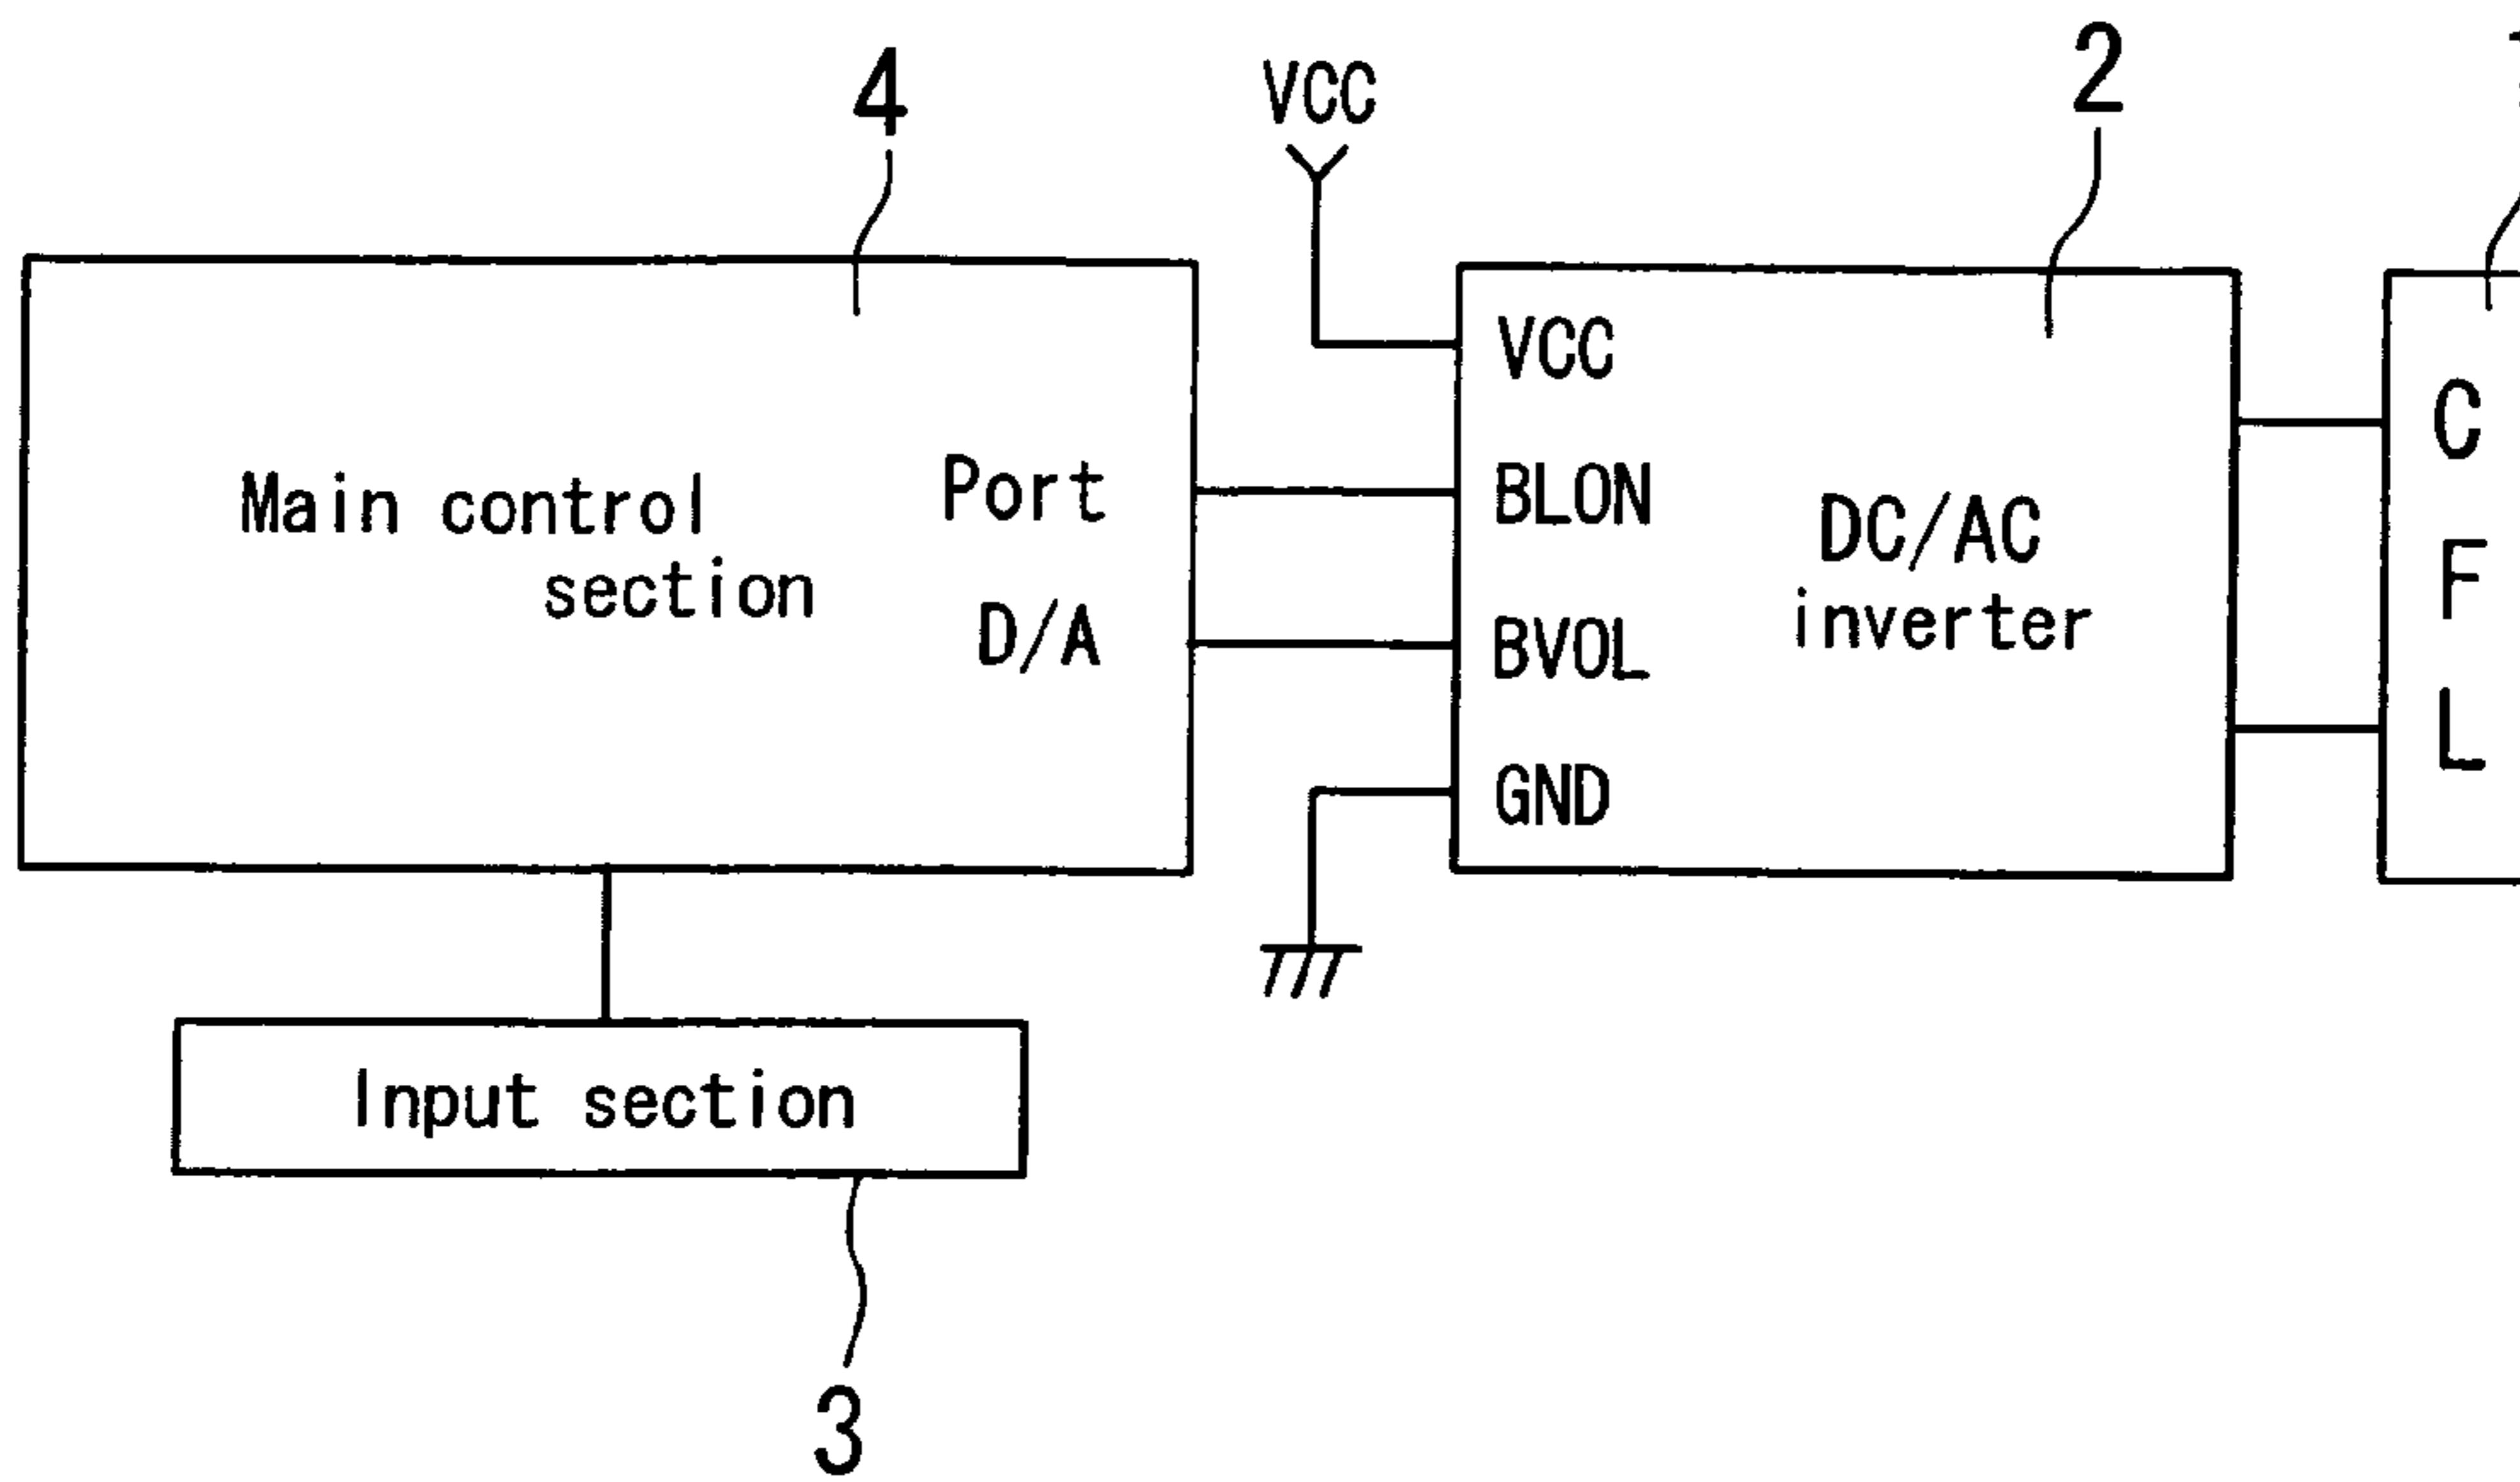 4
VCC
2
Main control
section
Port
D/A
VCC
BLON
BVOL
GND
DC/AC
inverter
C
F
L
Input section
3